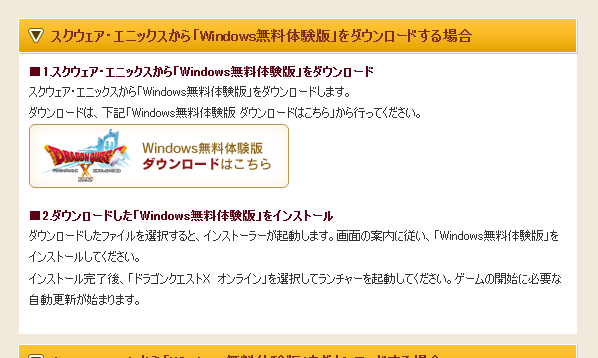 スクウェア・エニックスから「Windows無料体験版」をダウンロードする場合
■1.スクウェア・エニックスから「Windows無料体験版」をダウンロード
スクウェア・エニックスから「Windows無料体験版」をダウンロードします。
ダウンロードは、下記「Windows無料体験版 ダウンロードはこちら」から行ってください。
DRAGON QUEST X
Windows無料体験版
ダウンロードはこちら
■2.ダウンロードした「Windows無料体験版」をインストール
ダウンロードしたファイルを選択すると、インストーラーが起動します。画面の案内に従い、「Windows無料体験版」を
インストールしてください。
インストール完了後、「ドラゴンクエストX オンライン」を選択してランチャーを起動してください。ゲームの開始に必要な
自動更新が始まります。